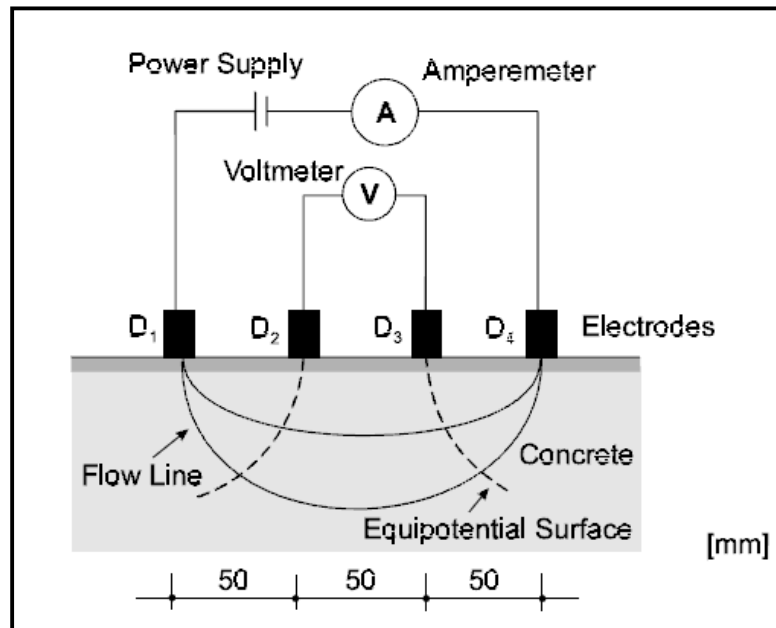 Power Supply
Amperemeter
A
Voltmeter
V
D₁ D₂ D₃ D₄ Electrodes
Flow Line
Concrete
Equipotential Surface
[mm]
50 50 50